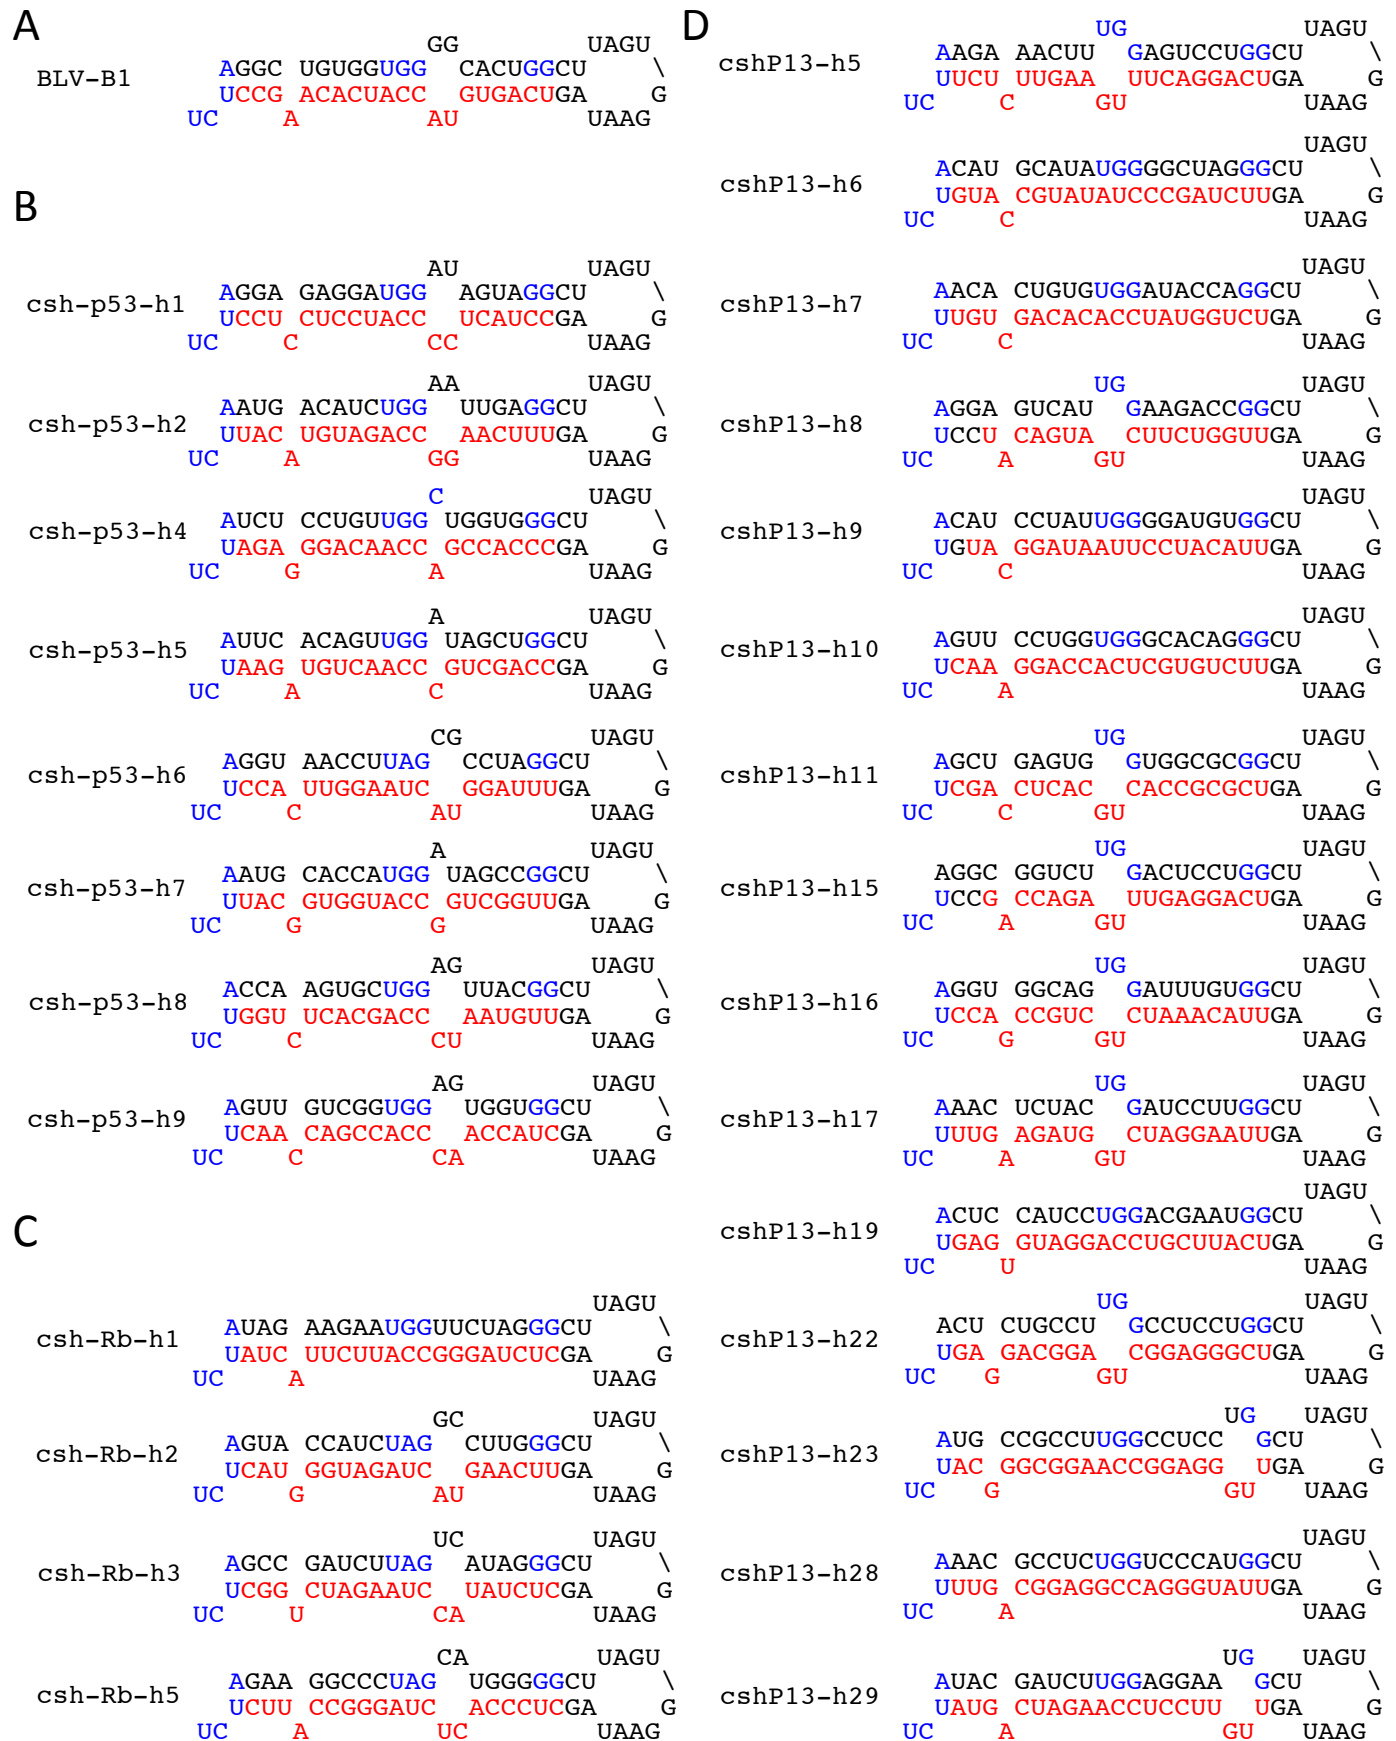 A
GG UAGU
AGGC UGUGGUGG CACUGGCU \
BLV-B1
UCCG ACACUACC GUGACUGA G
UC A AU UAAG
B
AU UAGU
AGGA GAGGAUGG AGUAGGCU \
csh-p53-h1
UCCU CUCCUACC UCAUCCGA G
UC C CC UAAG
AA UAGU
AAUG ACAUCUGG UUGAGGCU \
csh-p53-h2
UUAC UGUAGACC AACUUUGA G
UC A GG UAAG
C UAGU
AUCU CCUGUUGG UGGUGGGCU \
csh-p53-h4
UAGA GGACAACC GCCACCCGA G
UC G A UAAG
A UAGU
AUUC ACAGUUGG UAGCUGGCU \
csh-p53-h5
UAAG UGUCAACC GUCGACCGA G
UC A C UAAG
CG UAGU
AGGU AACCUUAG CCUAGGCU \
csh-p53-h6
UCCA UUGGAAUC GGAUUUGA G
UC C AU UAAG
A UAGU
AAUG CACCAUGG UAGCCGGCU \
csh-p53-h7
UUAC GUGGUACC GUCGGUUGA G
UC G G UAAG
AG UAGU
ACCA AGUGCUGG UUACGGCU \
csh-p53-h8
UGGU UCACGACC AAUGUUGA G
UC C CU UAAG
AG UAGU
AGUU GUCGGUGG UGGUGGCU \
csh-p53-h9
UCAA CAGCCACC ACCAUCGA G
UC C CA UAAG
C
UAGU
AUAG AAGAAUGGUUCUAGGGCU \
csh-Rb-h1
UAUC UUCUUACCGGGAUCUCGA G
UC A UAAG
GC UAGU
AGUA CCAUCUAG CUUGGGCU \
csh-Rb-h2
UCAU GGUAGAUC GAACUUGA G
UC G AU UAAG
UC UAGU
AGCC GAUCUUAG AUAGGGCU \
csh-Rb-h3
UCGG CUAGAAUC UAUCUCGA G
UC U CA UAAG
CA UAGU
AGAA GGCCCUAG UGGGGGCU \
csh-Rb-h5
UCUU CCGGGAUC ACCCUCGA G
UC A UC UAAG
D
UG UAGU
AAGA AACUU GAGUCCUGGCU \
cshP13-h5
UUCU UUGAA UUCAGGACUGA G
UC C GU UAAG
UAGU
ACAU GCAUAUGGGGCUAGGGCU \
cshP13-h6
UGUA CGUAUAUCCCGAUCUUGA G
UC C UAAG
UAGU
AACA CUGUGUGGAUACCAGGCU \
cshP13-h7
UUGU GACACACCUAUGGUCUGA G
UC C UAAG
UG UAGU
AGGA GUCAU GAAGACCGGCU \
cshP13-h8
UCCU CAGUA CUUCUGGUUGA G
UC A GU UAAG
UAGU
ACAU CCUAUUGGGGAUGUGGCU \
cshP13-h9
UGUA GGAUAAUUCCUACAUUGA G
UC C UAAG
UAGU
AGUU CCUGGUGGGCACAGGGCU \
cshP13-h10
UCAA GGACCACUCGUGUCUUGA G
UC A UAAG
UG UAGU
AGCU GAGUG GUGGCGCGGCU \
cshP13-h11
UCGA CUCAC CACCGCGCUGA G
UC C GU UAAG
UG UAGU
AGGC GGUCU GACUCCUGGCU \
cshP13-h15
UCCG CCAGA UUGAGGACUGA G
UC A GU UAAG
UG UAGU
AGGU GGCAG GAUUUGUGGCU \
cshP13-h16
UCCA CCGUC CUAAACAUUGA G
UC G GU UAAG
UG UAGU
AAAC UCUAC GAUCCUUGGCU \
cshP13-h17
UUUG AGAUG CUAGGAAUUGA G
UC A GU UAAG
UAGU
ACUC CAUCCUGGACGAAUGGCU \
cshP13-h19
UGAG GUAGGACCUGCUUACUGA G
UC U UAAG
UG UAGU
ACU CUGCCU GCCUCCUGGCU \
cshP13-h22
UGA GACGGA CGGAGGGCUGA G
UC G GU UAAG
UG UAGU
AUG CCGCCUUGGCCUCC GCU \
cshP13-h23
UAC GGCGGAACCGGAGG UGA G
UC G GU UAAG
UAGU
AAAC GCCUCUGGUCCCAUGGCU \
cshP13-h28
UUUG CGGAGGCCAGGGUAUUGA G
UC A UAAG
UG UAGU
AUAC GAUCUUGGAGGAA GCU \
cshP13-h29
UAUG CUAGAACCUCCUU UGA G
UC A GU UAAG